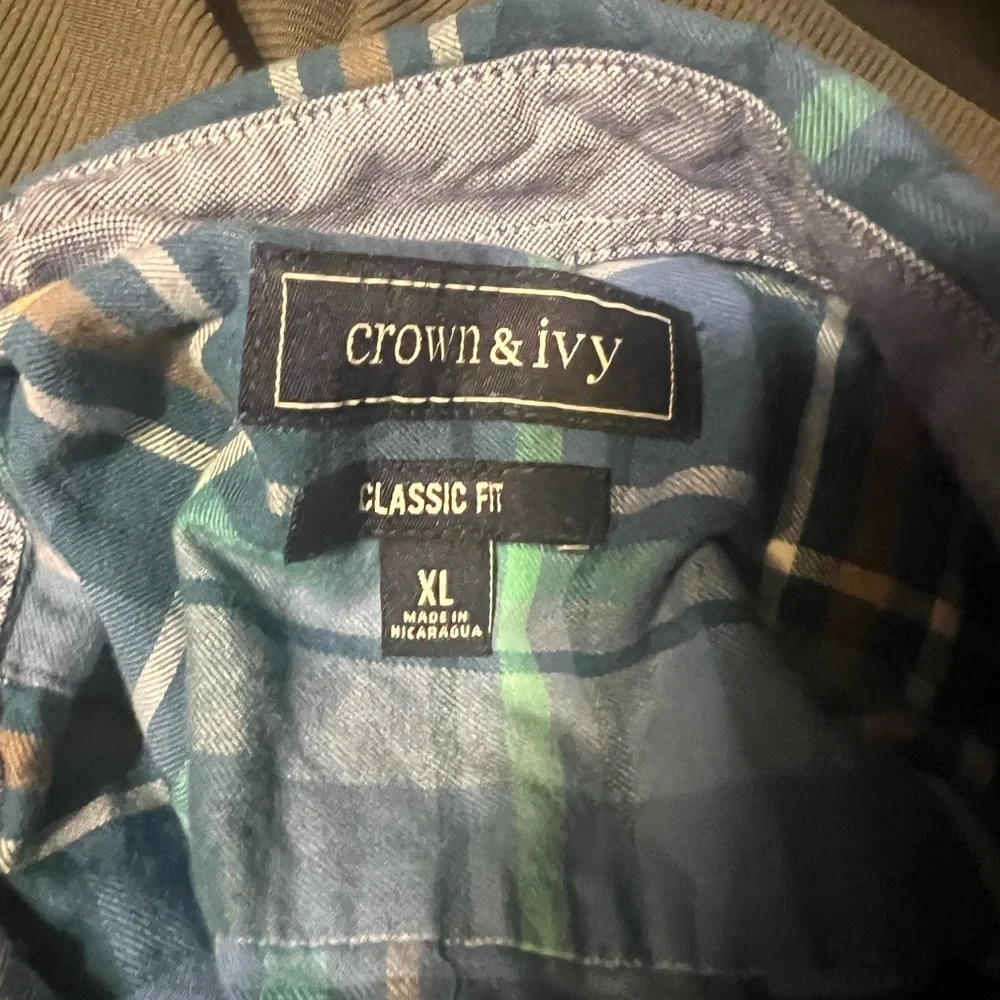 crown & ivy
CLASSIC FIT
XL
MADE IN
NICARAGUA